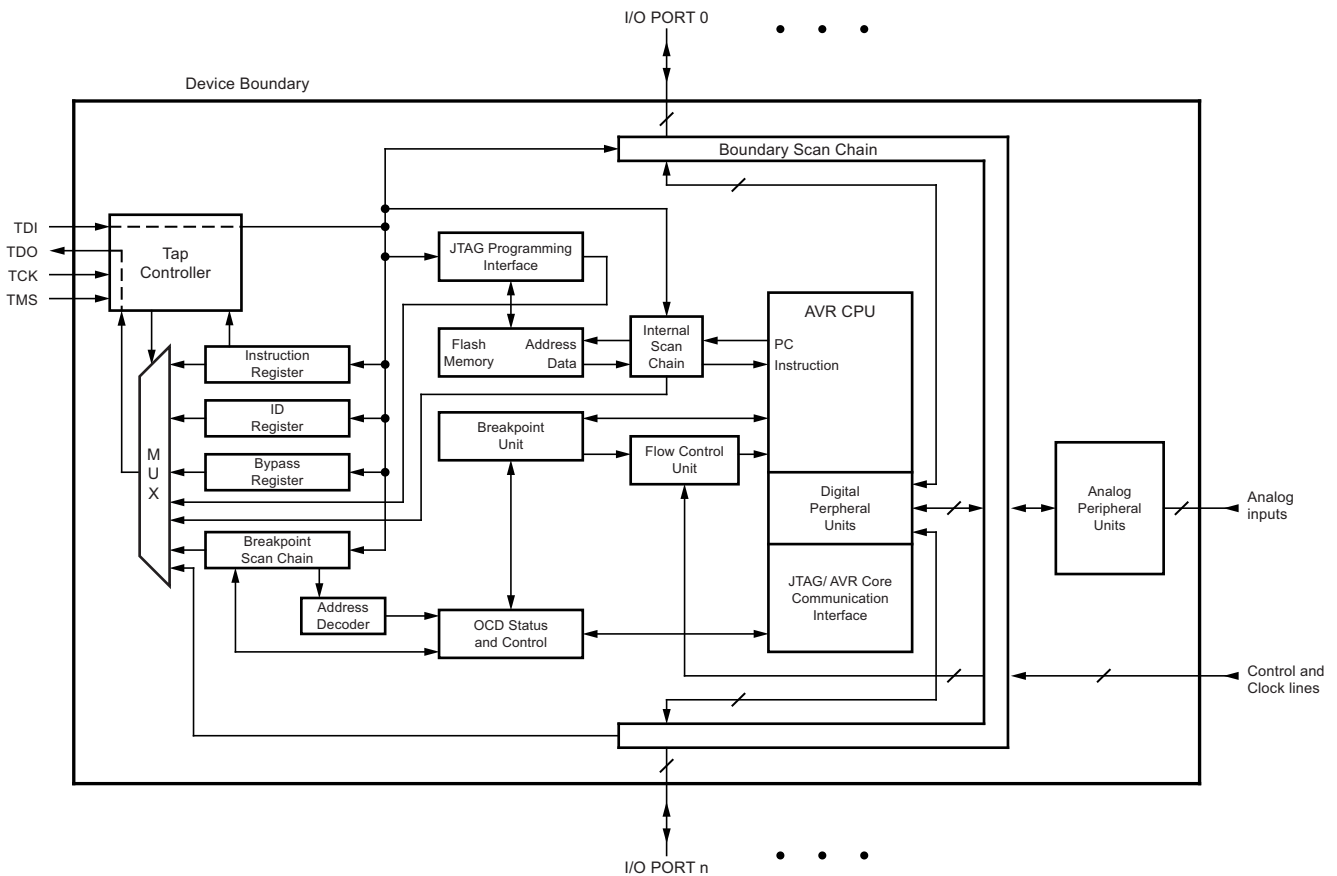 I/O PORT 0
Device Boundary
Boundary Scan Chain
TDI
TDO
TCK
TMS
Tap
Controller
JTAG Programming
Interface
AVR CPU
Flash
Memory
Address
Data
Internal
Scan
Chain
PC
Instruction
Instruction
Register
ID
Register
Breakpoint
Unit
Flow Control
Unit
MUX
Bypass
Register
Digital
Perpheral
Units
Analog
Peripheral
Units
Analog
inputs
Breakpoint
Scan Chain
Address
Decoder
OCD Status
and Control
JTAG/ AVR Core
Communication
Interface
Control and
Clock lines
I/O PORT n